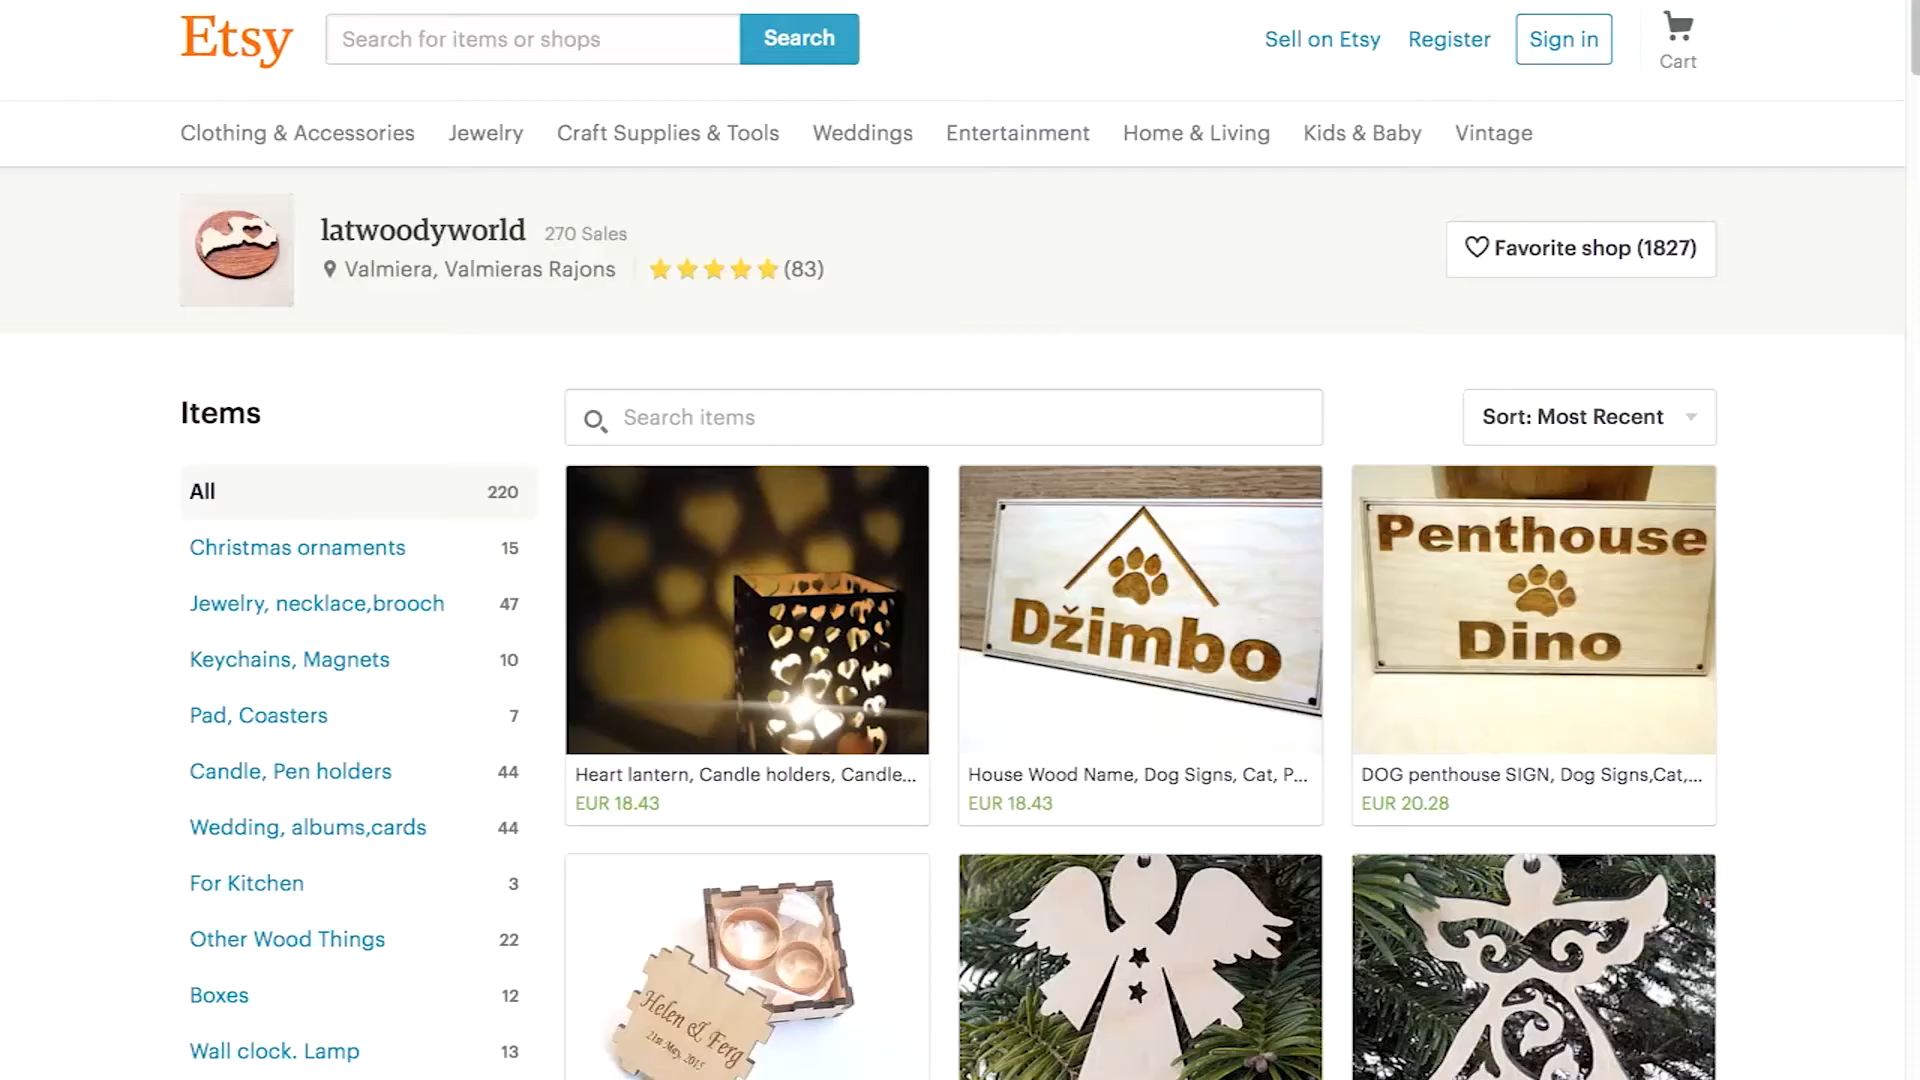 Etsy
Search for items or shops
Search
Sell on Etsy
Register
Sign in
Cart
Clothing & Accessories
Jewelry
Craft Supplies & Tools
Weddings
Entertainment
Home & Living
Kids & Baby
Vintage
latwoodyworld
270 Sales
Valmiera, Valmieras Rajons
(83)
Favorite shop (1827)
Items
Search items
Sort: Most Recent
All 220
Christmas ornaments 15
Jewelry, necklace,brooch 47
Keychains, Magnets 10
Pad, Coasters 7
Candle, Pen holders 44
Wedding, albums,cards 44
For Kitchen 3
Other Wood Things 22
Boxes 12
Wall clock. Lamp 13
Heart lantern, Candle holders, Candle...
EUR 18.43
Džimbo
House Wood Name, Dog Signs, Cat, P...
EUR 18.43
Penthouse
Dino
DOG penthouse SIGN, Dog Signs,Cat,...
EUR 20.28
Helen & Ferg
21st May, 2015